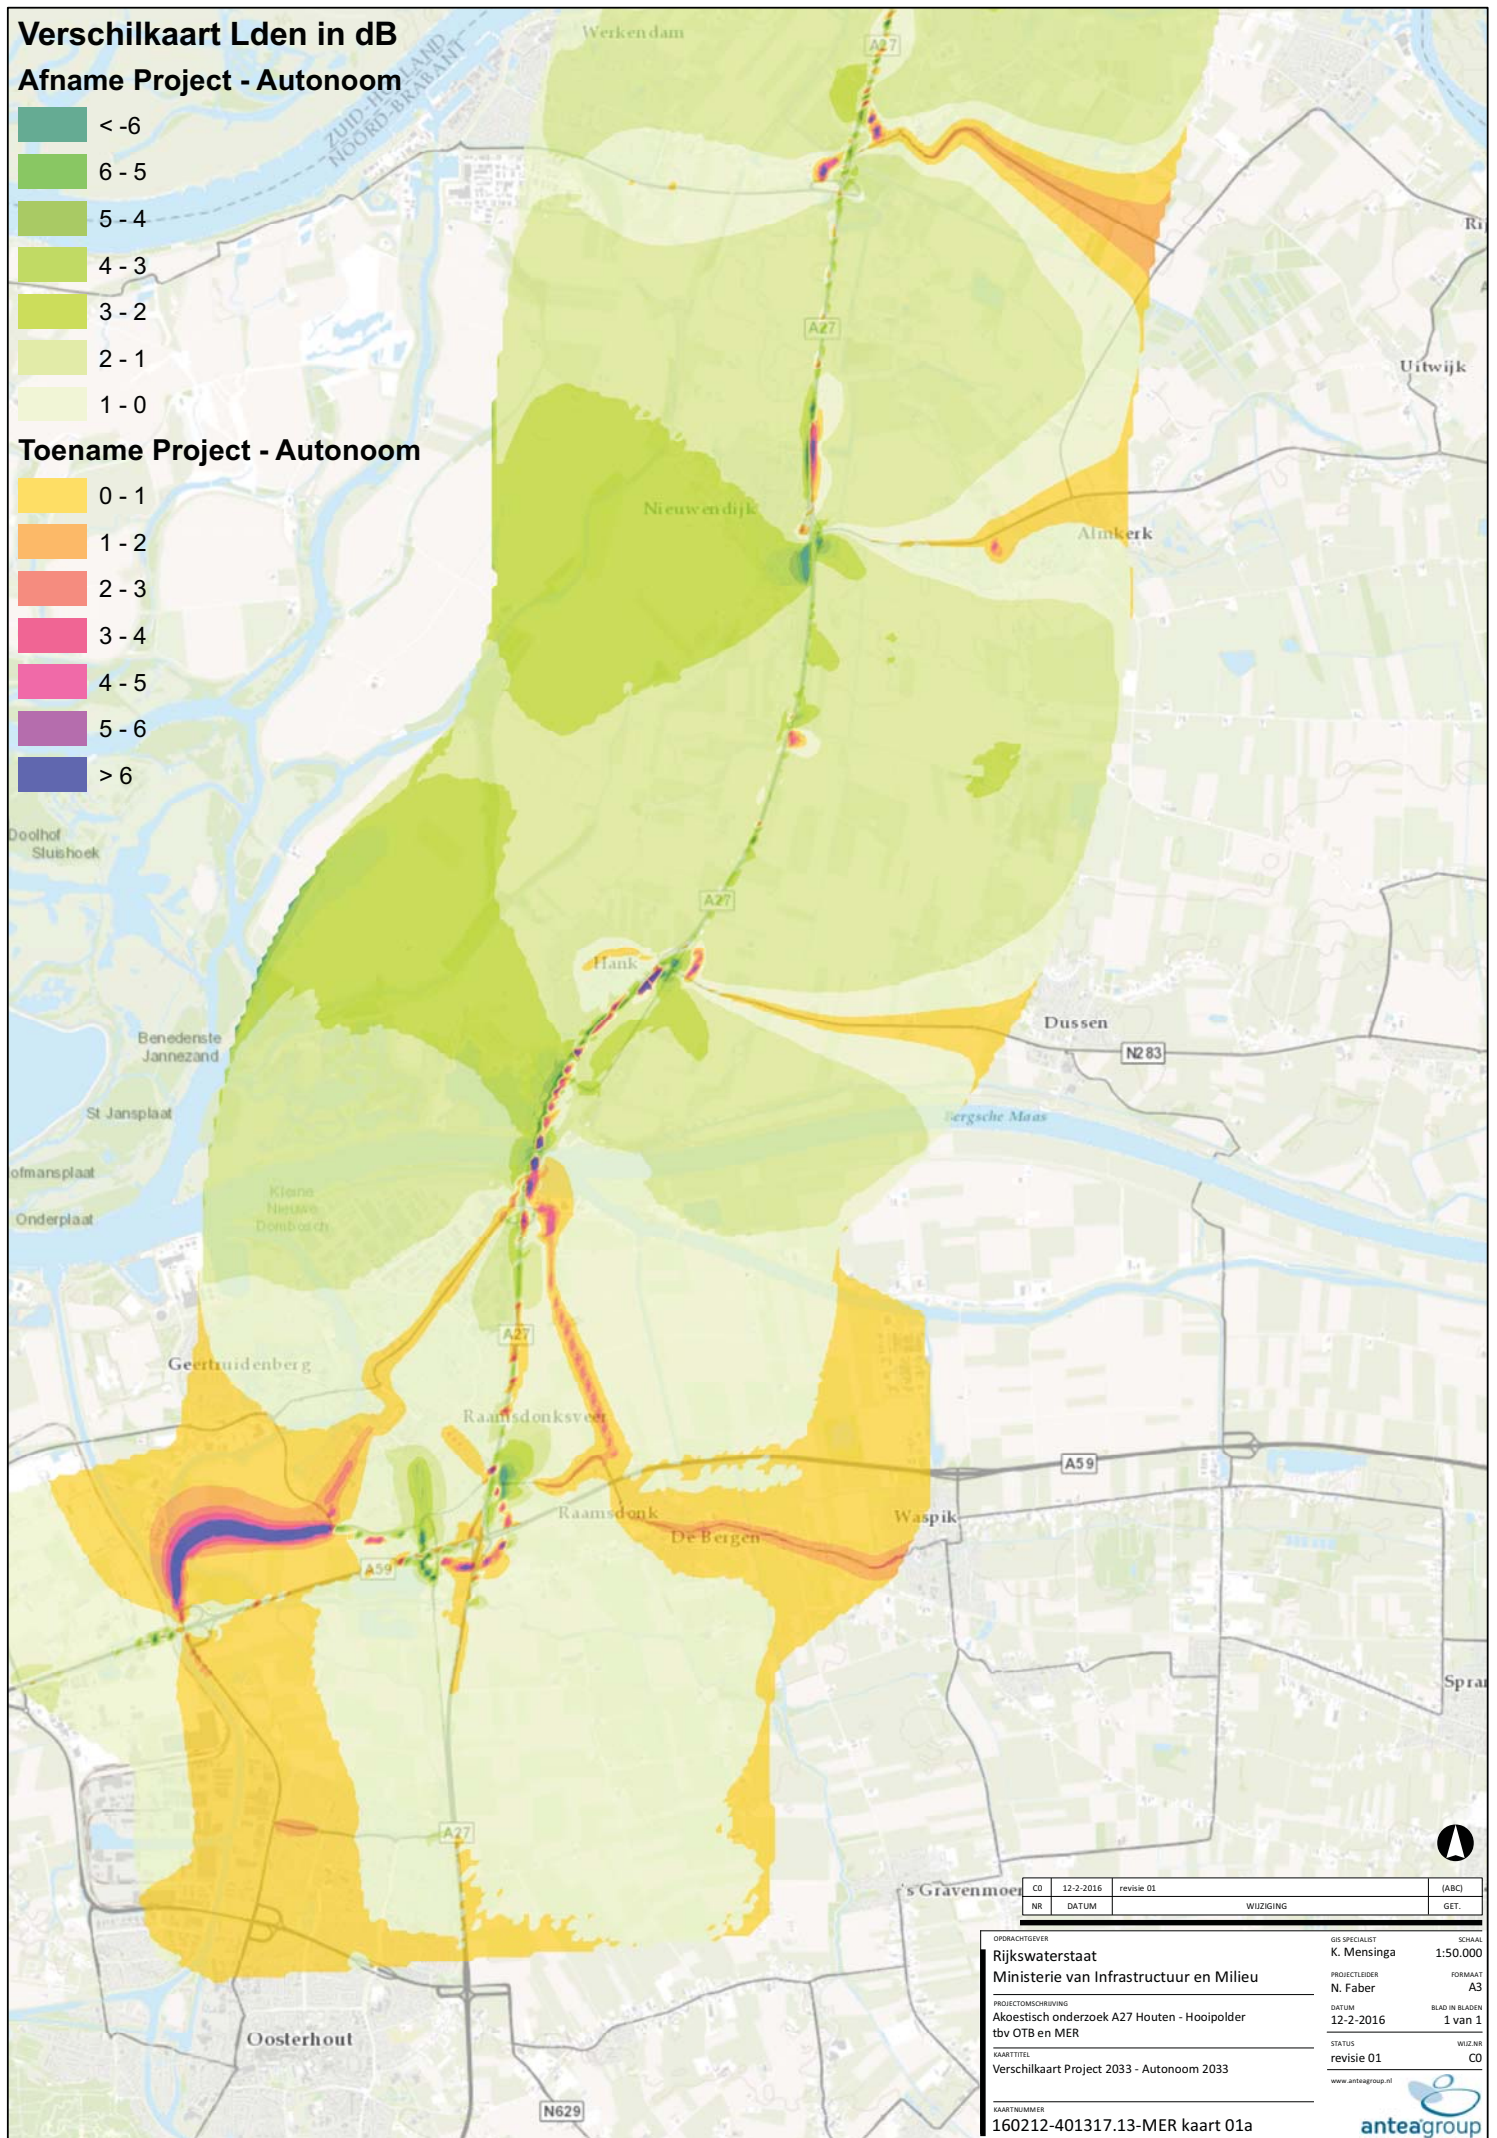 Verschilkaart Lden in dB
Afname Project - Autonoom
< -6
6 - 5
5 - 4
4 - 3
3 - 2
2 - 1
1 - 0
Toename Project - Autonoom
0 - 1
1 - 2
2 - 3
3 - 4
4 - 5
5 - 6
> 6
ZUID-HOLLAND
NOORD-BRABANT
Werkendam
A27
Uitwijk
A27
Nieuwendijk
Almkerk
Doolhof
Sluishoek
A27
Hank
Benedenste
Jannezand
Dussen
N283
St Jansplaat
Bergsche Maas
ofmansplaat
Onderplaat
Kleine
Nieuwe
Dombosch
A27
Geertruidenberg
Raamsdonksveer
A59
Raamsdonk
De Bergen
Waspik
A59
Spra
A27
's Gravenmoer
Oosterhout
N629
C0 12-2-2016 revisie 01 (ABC)
NR DATUM WIJZIGING GET.
OPDRACHTGEVER
Rijkswaterstaat
Ministerie van Infrastructuur en Milieu
PROJECTOMSCHRIJVING
Akoestisch onderzoek A27 Houten - Hooipolder
tbv OTB en MER
KAARTTITEL
Verschilkaart Project 2033 - Autonoom 2033
KAARTNUMMER
160212-401317.13-MER kaart 01a
GIS SPECIALIST SCHAAL
K. Mensinga 1:50.000
PROJECTLEIDER FORMAAT
N. Faber A3
DATUM BLAD IN BLADEN
12-2-2016 1 van 1
STATUS WIJZ.NR
revisie 01 C0
www.anteagroup.nl
anteagroup